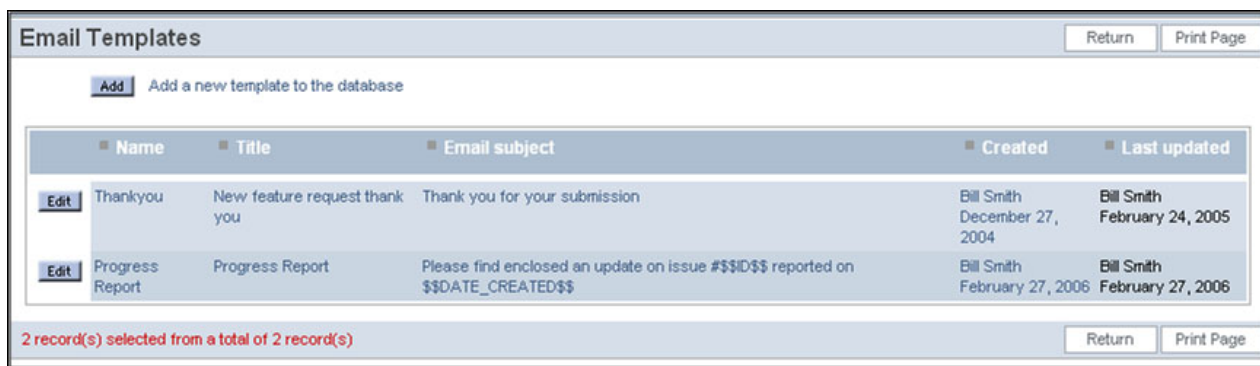 Email Templates Return Print Page
Add Add a new template to the database
Name Title Email subject Created Last updated
Edit Thankyou New feature request thank Thank you for your submission Bill Smith Bill Smith
you December 27, February 24, 2005
2004
Edit Progress Progress Report Please find enclosed an update on issue #$$ID$$ reported on Bill Smith Bill Smith
Report $$DATE_CREATED$$ February 27, 2006 February 27, 2006
2 record(s) selected from a total of 2 record(s) Return Print Page